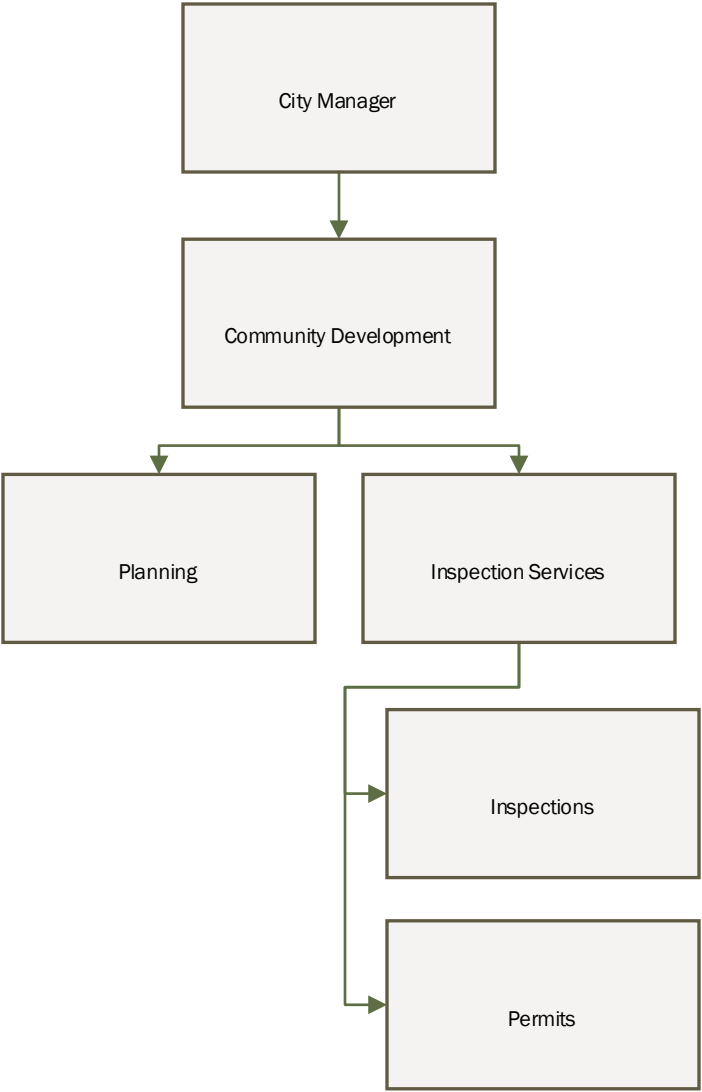 City Manager
Community Development
Planning
Inspection Services
Inspections
Permits